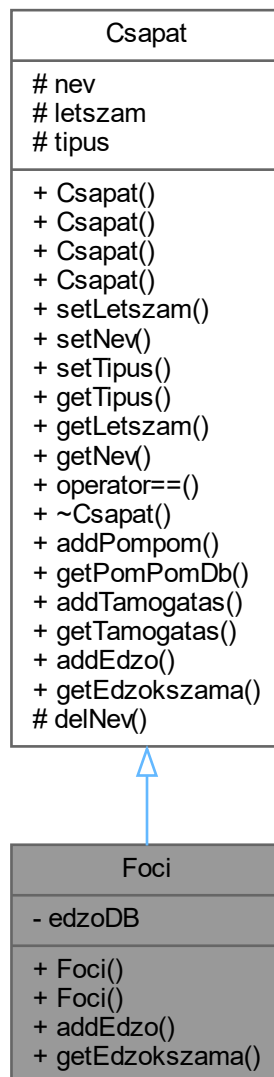 Csapat
# nev
# letszam
# tipus
+ Csapat()
+ Csapat()
+ Csapat()
+ Csapat()
+ setLetszam()
+ setNev()
+ setTipus()
+ getTipus()
+ getLetszam()
+ getNev()
+ operator==()
+ ~Csapat()
+ addPompom()
+ getPomPomDb()
+ addTamogatas()
+ getTamogatas()
+ addEdzo()
+ getEdzokszama()
# delNev()
Foci
- edzoDB
+ Foci()
+ Foci()
+ addEdzo()
+ getEdzokszama()